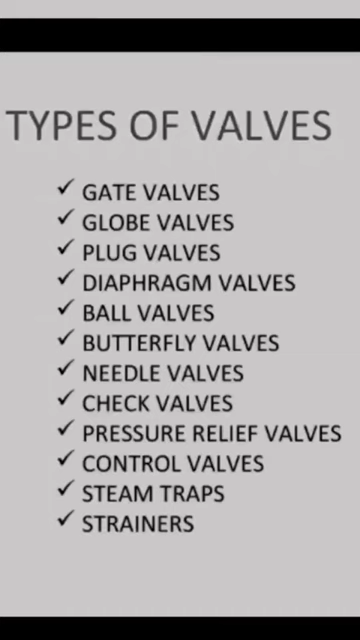 TYPES OF VALVES
✓ GATE VALVES
✓ GLOBE VALVES
✓ PLUG VALVES
✓ DIAPHRAGM VALVES
✓ BALL VALVES
✓ BUTTERFLY VALVES
✓ NEEDLE VALVES
✓ CHECK VALVES
✓ PRESSURE RELIEF VALVES
✓ CONTROL VALVES
✓ STEAM TRAPS
✓ STRAINERS